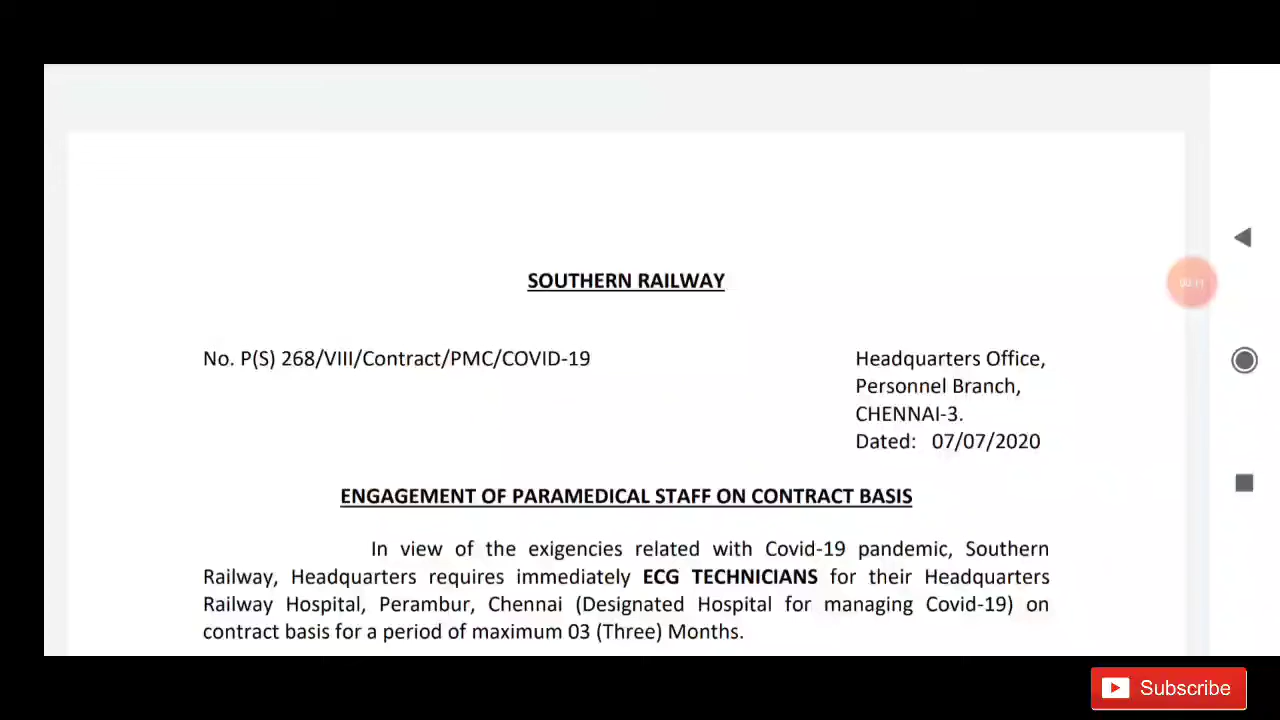 SOUTHERN RAILWAY
No. P(S) 268/VIII/Contract/PMC/COVID-19
Headquarters Office,
Personnel Branch,
CHENNAI-3.
Dated: 07/07/2020
ENGAGEMENT OF PARAMEDICAL STAFF ON CONTRACT BASIS
In view of the exigencies related with Covid-19 pandemic, Southern
Railway, Headquarters requires immediately ECG TECHNICIANS for their Headquarters
Railway Hospital, Perambur, Chennai (Designated Hospital for managing Covid-19) on
contract basis for a period of maximum 03 (Three) Months.
Subscribe